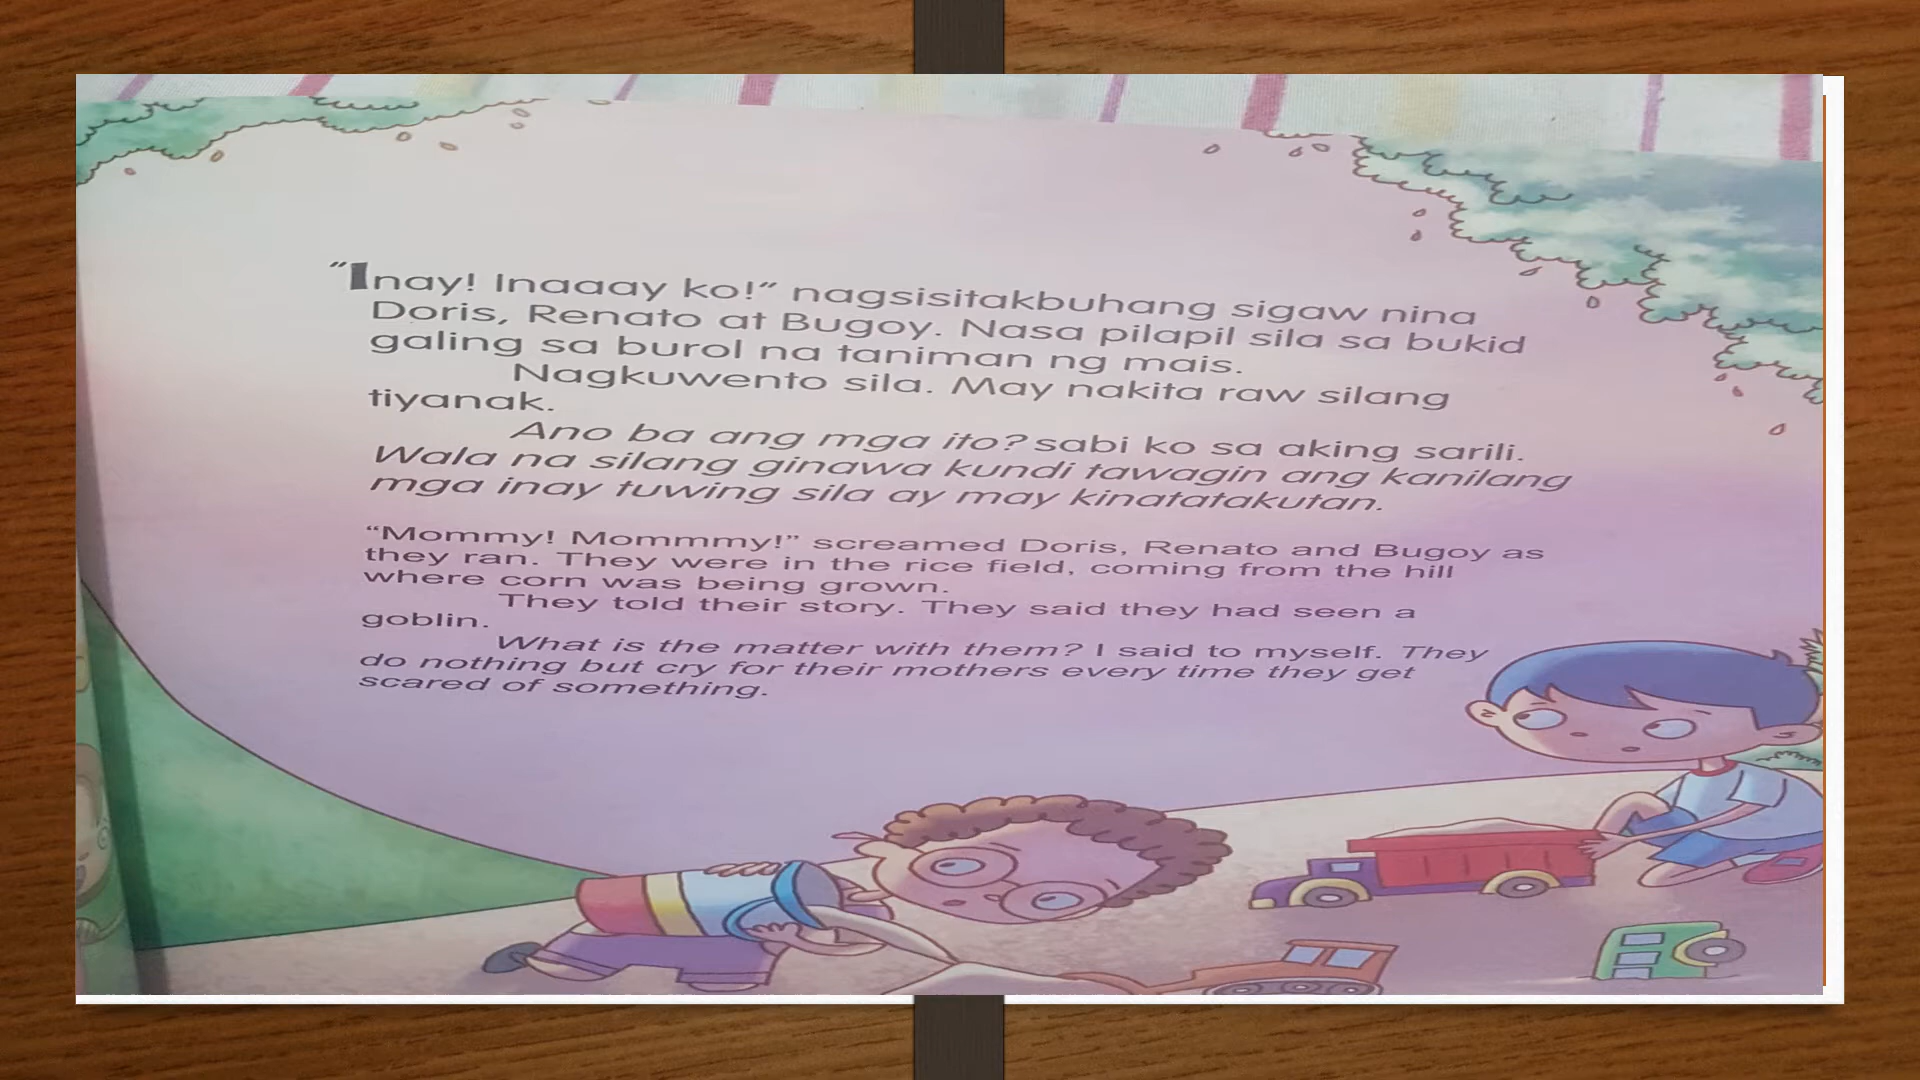 “Inay! Inaaay ko!” nagsisitakbuhang sigaw nina
Doris, Renato at Bugoy. Nasa pilapil sila sa bukid
galing sa burol na taniman ng mais.
Nagkuwento sila. May nakita raw silang
tiyanak.
Ano ba ang mga ito? sabi ko sa aking sarili.
Wala na silang ginawa kundi tawagin ang kanilang
mga inay tuwing sila ay may kinatatakutan.
“Mommy! Mommmy!” screamed Doris, Renato and Bugoy as
they ran. They were in the rice field, coming from the hill
where corn was being grown.
They told their story. They said they had seen a
goblin.
What is the matter with them? I said to myself. They
do nothing but cry for their mothers every time they get
scared of something.